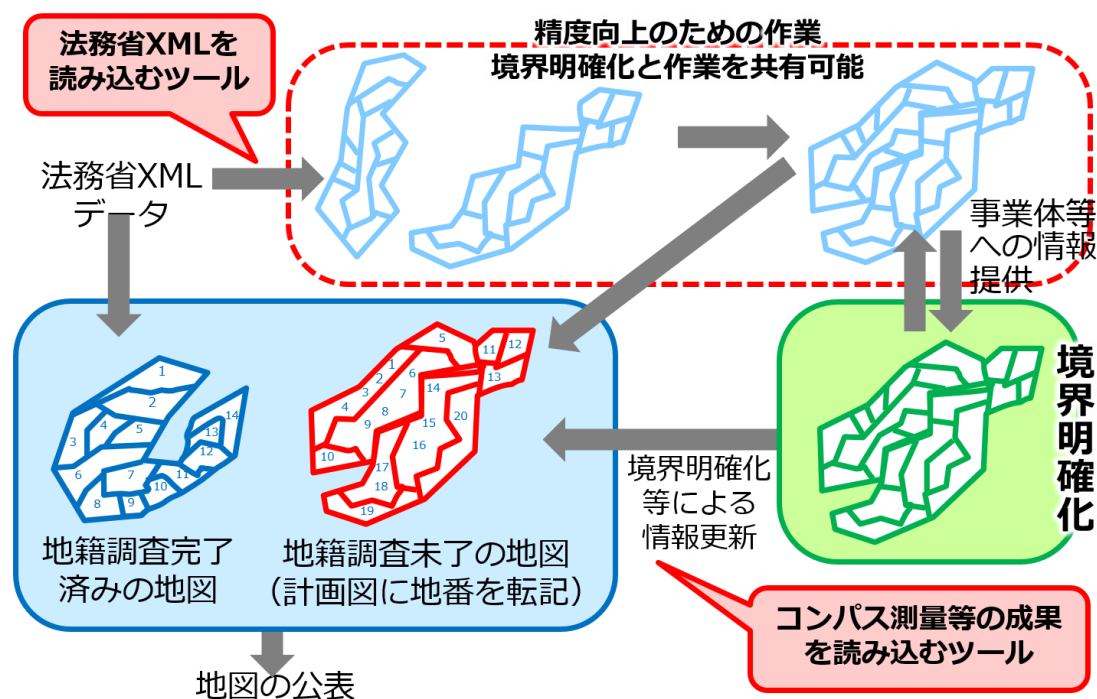 法務省XMLを
読み込むツール
精度向上のための作業
境界明確化と作業を共有可能
法務省XML
データ
事業体等
への情報
提供
1
2
3
4
5
6
7
8
9
10
11
12
13
14
地籍調査完了
済みの地図
1
2
3
4
5
6
7
8
9
10
11
12
13
14
15
16
17
18
19
20
地籍調査未了の地図
（計画図に地番を転記）
境界明確化
等による
情報更新
境界明確化
コンパス測量等の成果
を読み込むツール
地図の公表